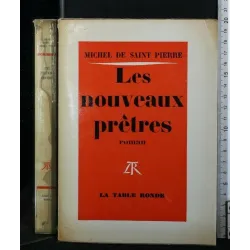 MICHEL DE SAINT PIERRE
Les
nouveaux
prêtres
roman
LA TABLE RONDE